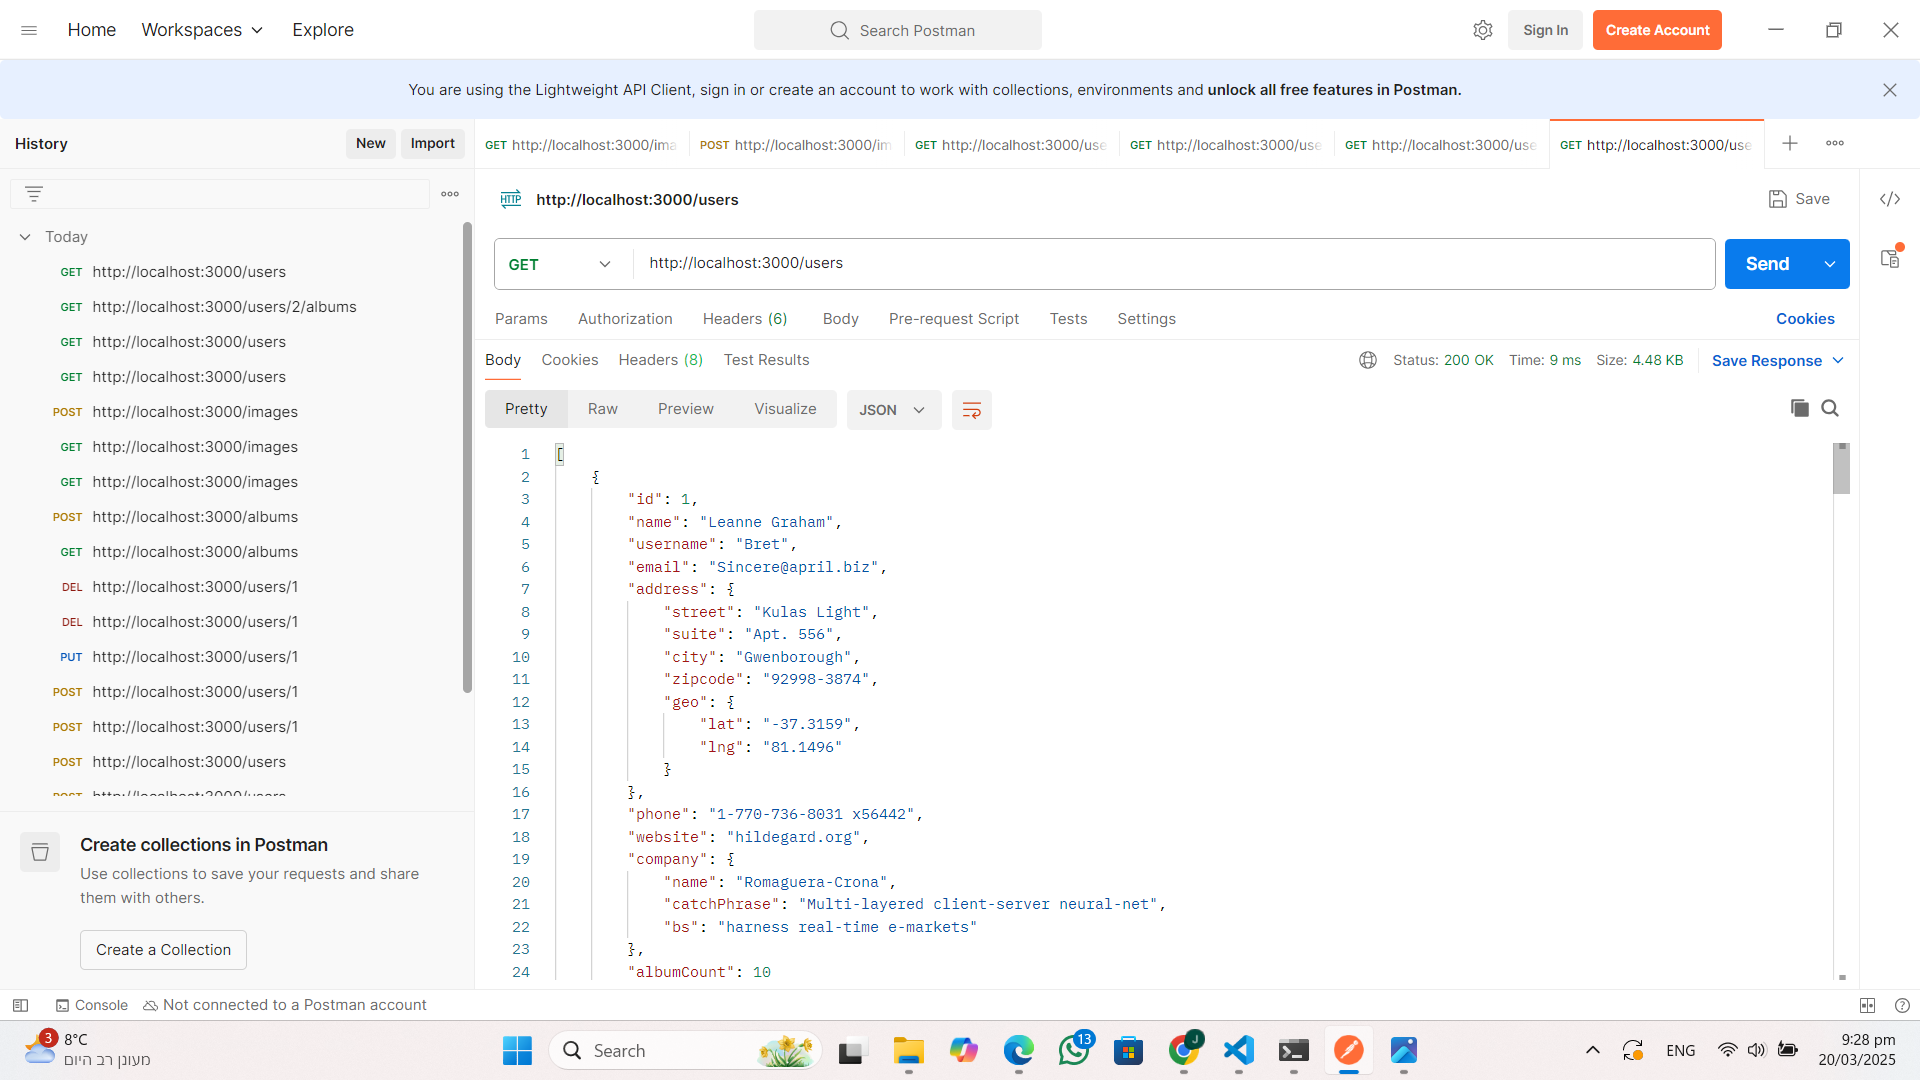 Home
Workspaces
Explore
Search Postman
Sign In
Create Account
You are using the Lightweight API Client, sign in or create an account to work with collections, environments and unlock all free features in Postman.
History
New
Import
GET http://localhost:3000/ima
POST http://localhost:3000/im
GET http://localhost:3000/use
GET http://localhost:3000/use
GET http://localhost:3000/use
GET http://localhost:3000/use
Today
GET http://localhost:3000/users
GET http://localhost:3000/users/2/albums
GET http://localhost:3000/users
GET http://localhost:3000/users
POST http://localhost:3000/images
GET http://localhost:3000/images
GET http://localhost:3000/images
POST http://localhost:3000/albums
GET http://localhost:3000/albums
DEL http://localhost:3000/users/1
DEL http://localhost:3000/users/1
PUT http://localhost:3000/users/1
POST http://localhost:3000/users/1
POST http://localhost:3000/users/1
POST http://localhost:3000/users
POST http://localhost:3000/users
Create collections in Postman
Use collections to save your requests and share
them with others.
Create a Collection
HTTP http://localhost:3000/users
Save
GET
http://localhost:3000/users
Send
Params
Authorization
Headers (6)
Body
Pre-request Script
Tests
Settings
Cookies
Body
Cookies
Headers (8)
Test Results
Status: 200 OK
Time: 9 ms
Size: 4.48 KB
Save Response
Pretty
Raw
Preview
Visualize
JSON
1 [
2 {
3 "id": 1,
4 "name": "Leanne Graham",
5 "username": "Bret",
6 "email": "Sincere@april.biz",
7 "address": {
8 "street": "Kulas Light",
9 "suite": "Apt. 556",
10 "city": "Gwenborough",
11 "zipcode": "92998-3874",
12 "geo": {
13 "lat": "-37.3159",
14 "lng": "81.1496"
15 }
16 },
17 "phone": "1-770-736-8031 x56442",
18 "website": "hildegard.org",
19 "company": {
20 "name": "Romaguera-Crona",
21 "catchPhrase": "Multi-layered client-server neural-net",
22 "bs": "harness real-time e-markets"
23 },
24 "albumCount": 10
Console
Not connected to a Postman account
3
8°C
מעונן רב היום
Search
13
J
ENG
9:28 pm
20/03/2025